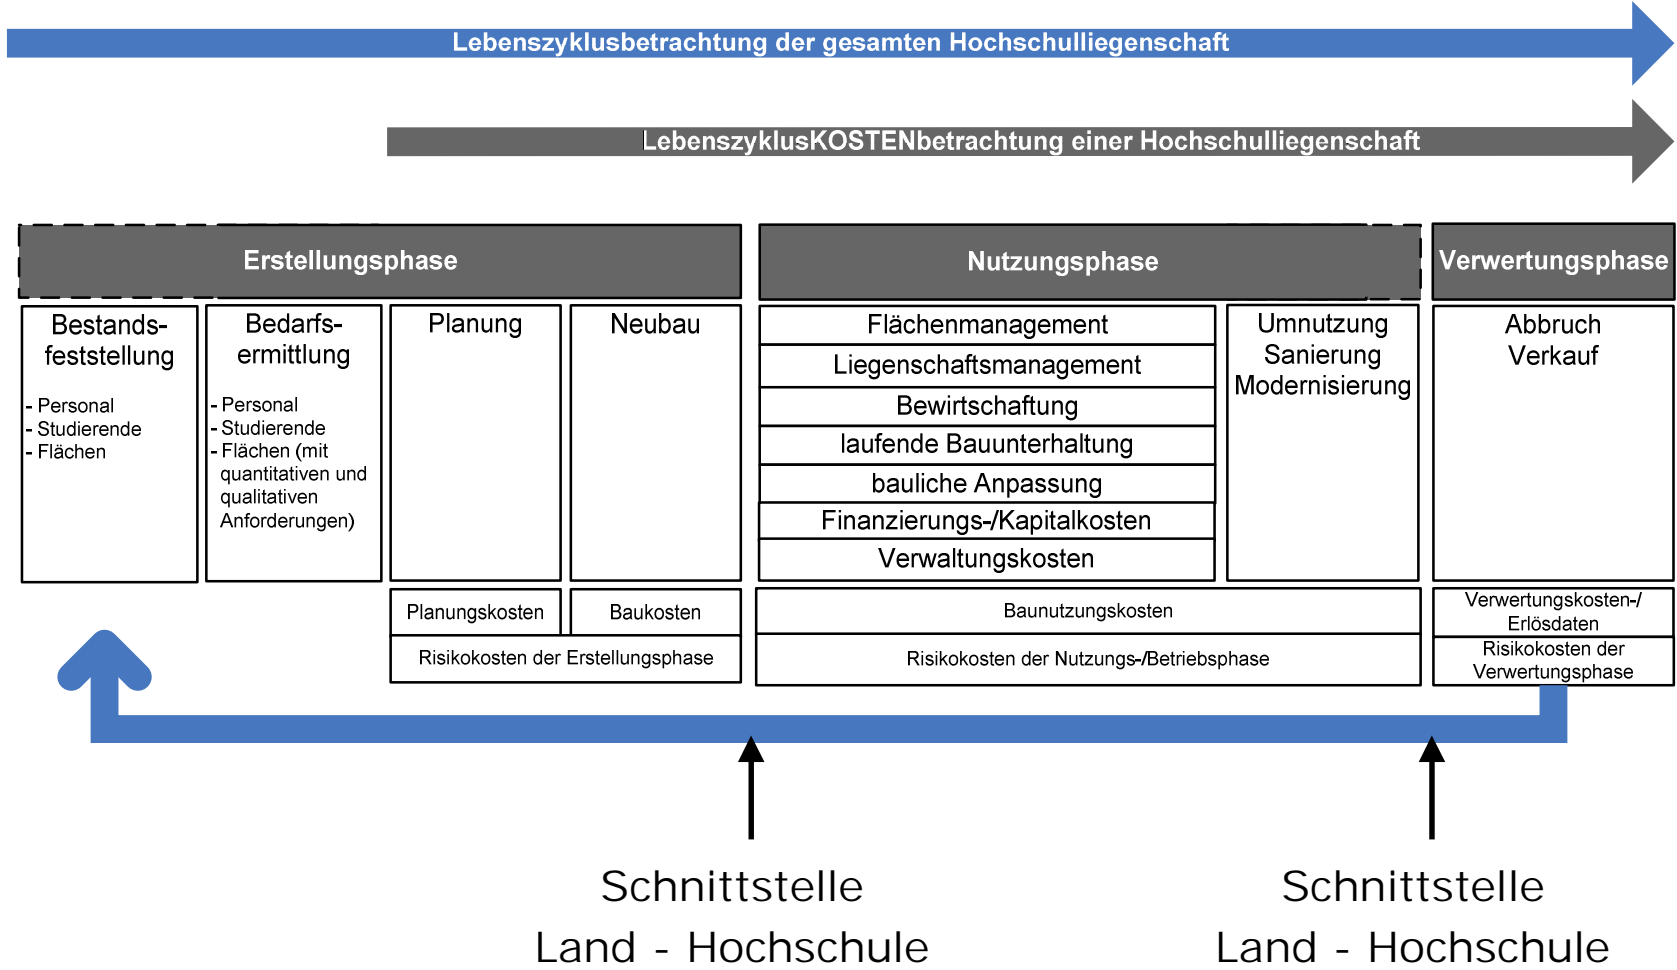 Lebenszyklusbetrachtung der gesamten Hochschulliegenschaft
LebenszyklusKOSTENbetrachtung einer Hochschulliegenschaft
Erstellungsphase
Nutzungsphase
Verwertungsphase
Bestands-
feststellung
- Personal
- Studierende
- Flächen
Bedarfs-
ermittlung
- Personal
- Studierende
- Flächen (mit
quantitativen und
qualitativen
Anforderungen)
Planung
Neubau
Flächenmanagement
Liegenschaftsmanagement
Bewirtschaftung
laufende Bauunterhaltung
bauliche Anpassung
Finanzierungs-/Kapitalkosten
Verwaltungskosten
Umnutzung
Sanierung
Modernisierung
Abbruch
Verkauf
Planungskosten
Baukosten
Risikokosten der Erstellungsphase
Baunutzungskosten
Risikokosten der Nutzungs-/Betriebsphase
Verwertungskosten-/
Erlösdaten
Risikokosten der
Verwertungsphase
Schnittstelle
Land - Hochschule
Schnittstelle
Land - Hochschule